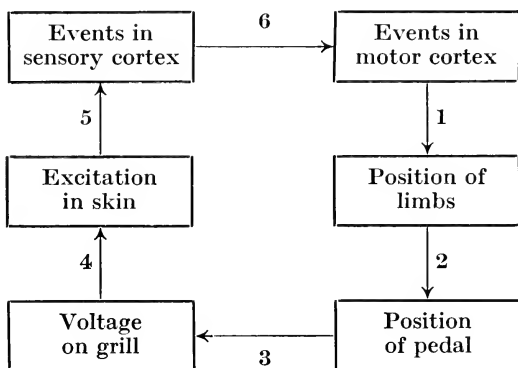 6
Events in
sensory cortex
Events in
motor cortex
5
1
Excitation
in skin
Position of
limbs
4
2
Voltage
on grill
Position
of pedal
3